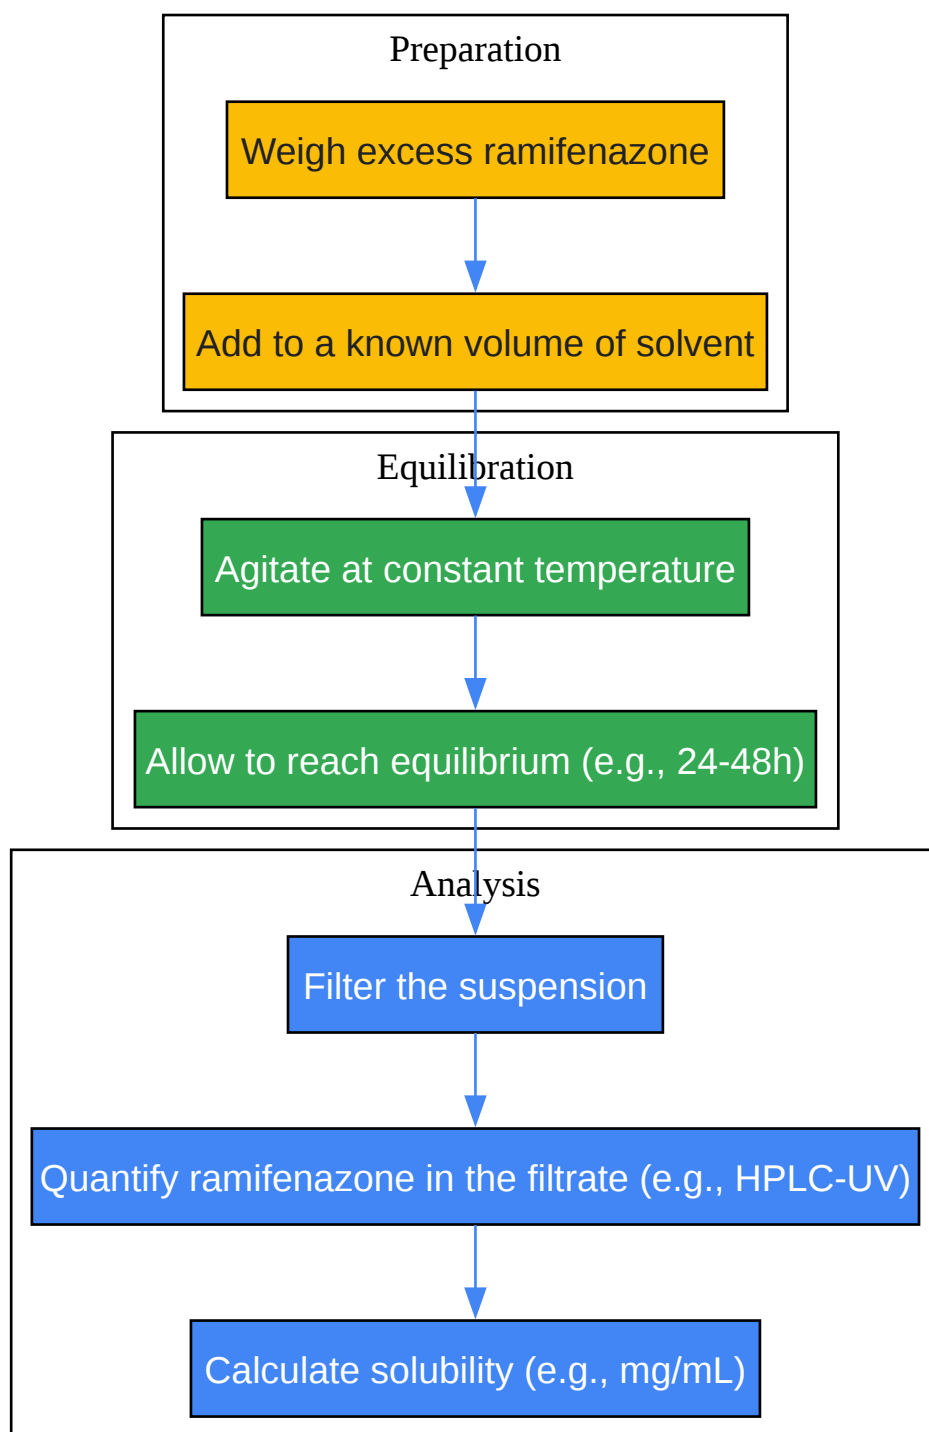 Preparation
Weigh excess ramifenazone
Add to a known volume of solvent
Equilibration
Agitate at constant temperature
Allow to reach equilibrium (e.g., 24-48h)
Analysis
Filter the suspension
Quantify ramifenazone in the filtrate (e.g., HPLC-UV)
Calculate solubility (e.g., mg/mL)